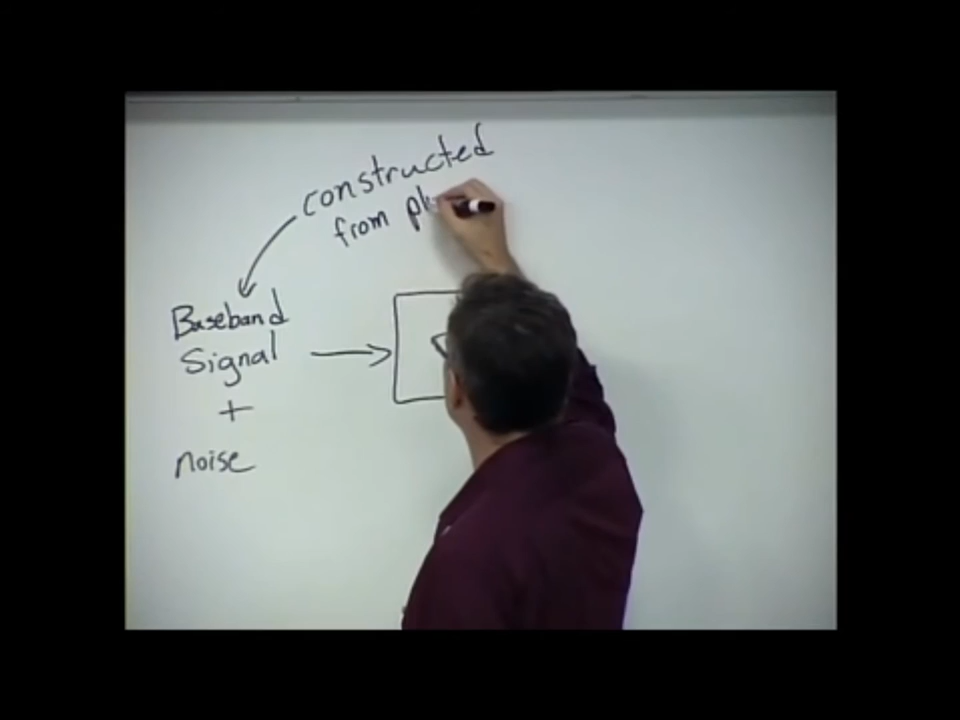 constructed
from
Baseband
Signal
+
noise